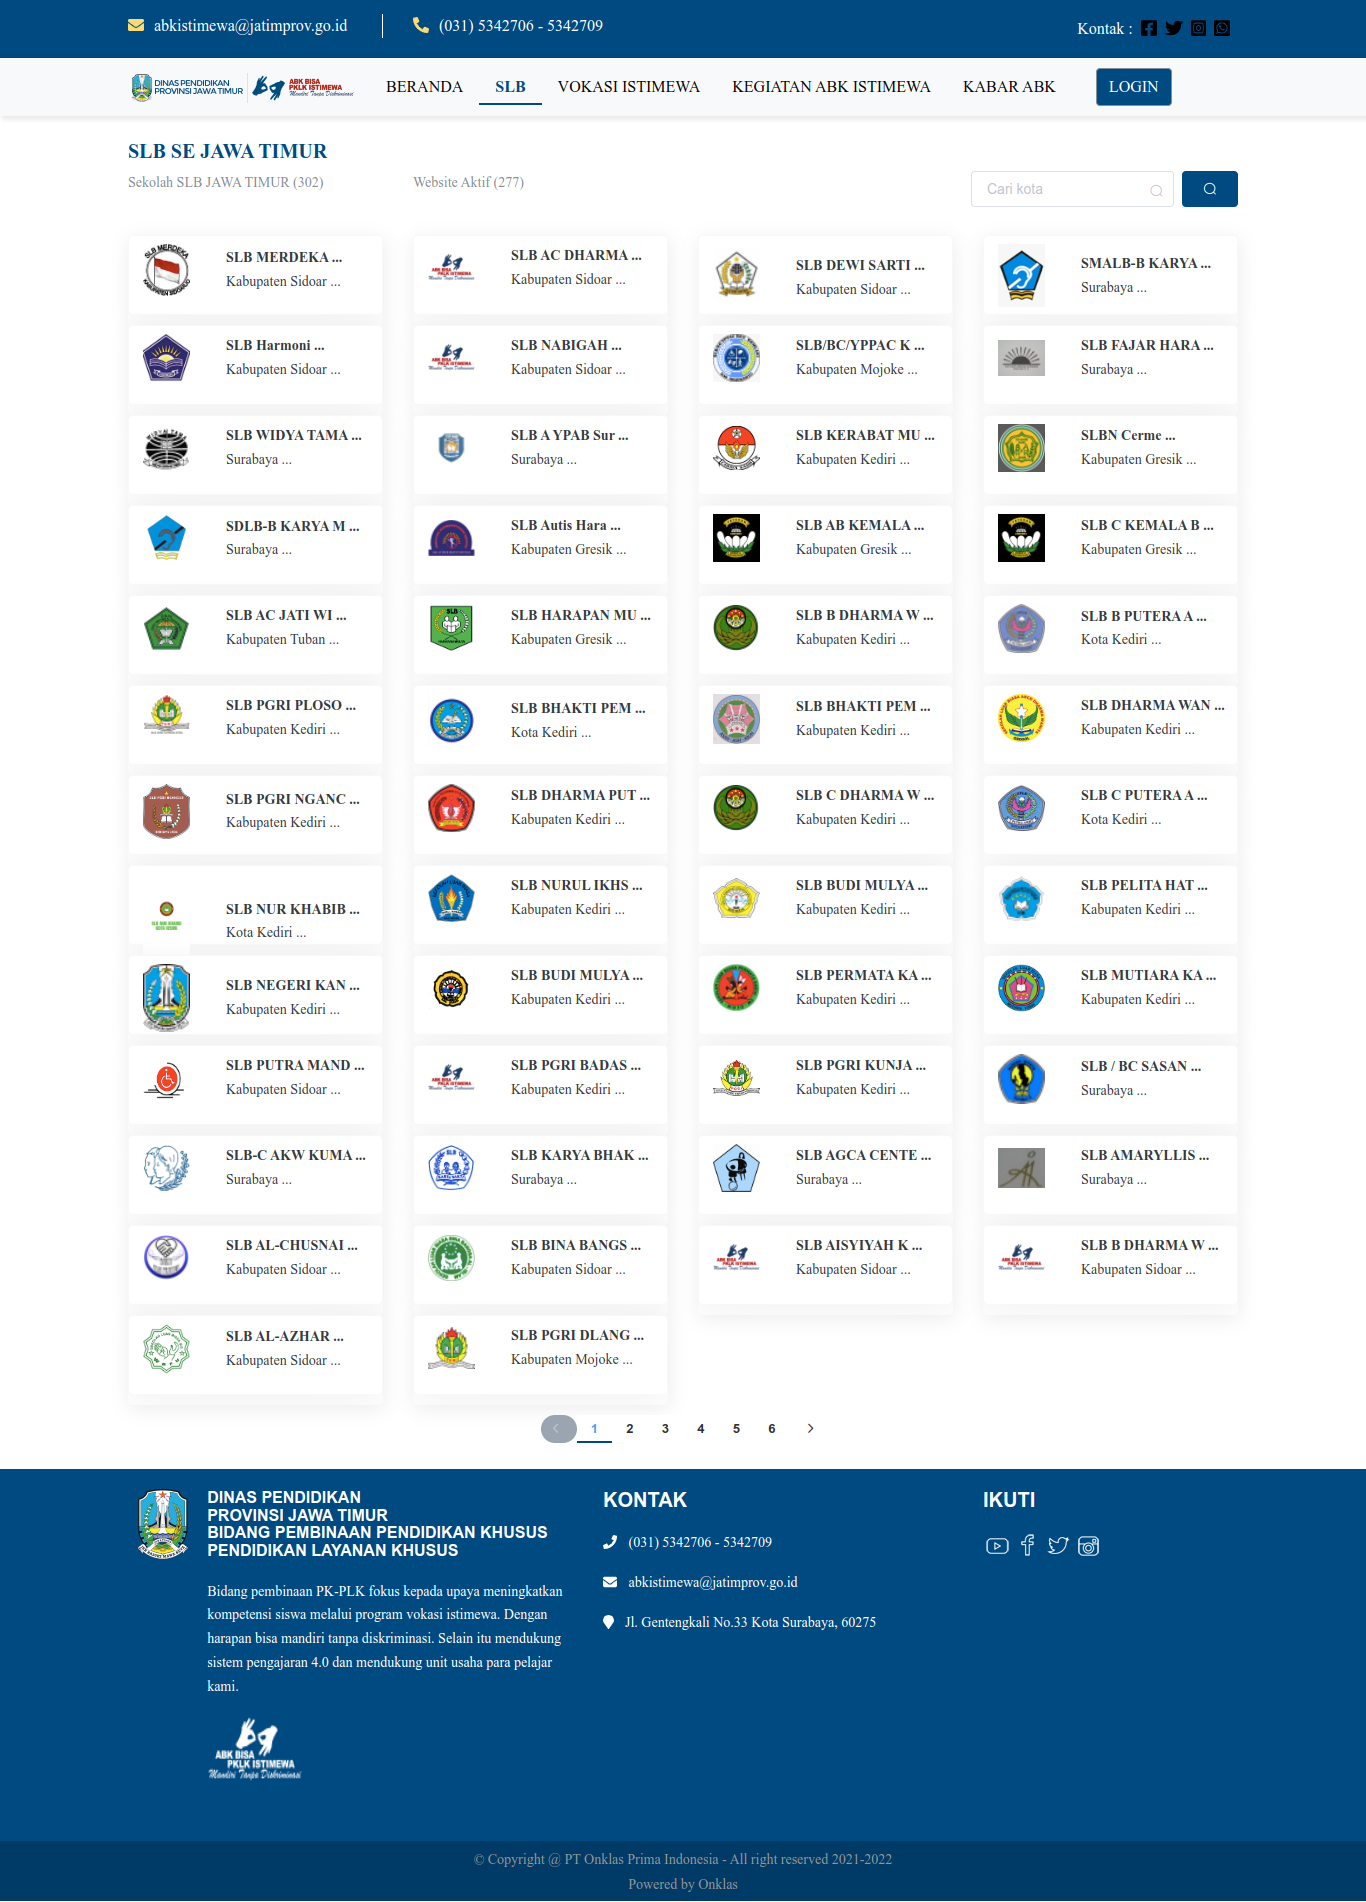 abkistimewa@jatimprov.go.id
(031) 5342706 - 5342709
Kontak :
DINAS PENDIDIKAN
PROVINSI JAWA TIMUR
ABK BISA
PKLK ISTIMEWA
Mandiri Tanpa Diskriminasi
BERANDA
SLB
VOKASI ISTIMEWA
KEGIATAN ABK ISTIMEWA
KABAR ABK
LOGIN
SLB SE JAWA TIMUR
Sekolah SLB JAWA TIMUR (302)
Website Aktif (277)
Cari kota
SLB MERDEKA ...
Kabupaten Sidoar ...
SLB AC DHARMA ...
Kabupaten Sidoar ...
SLB DEWI SARTI ...
Kabupaten Sidoar ...
SMALB-B KARYA ...
Surabaya ...
SLB Harmoni ...
Kabupaten Sidoar ...
SLB NABIGAH ...
Kabupaten Sidoar ...
SLB/BC/YPPAC K ...
Kabupaten Mojoke ...
SLB FAJAR HARA ...
Surabaya ...
SLB WIDYA TAMA ...
Surabaya ...
SLB A YPAB Sur ...
Surabaya ...
SLB KERABAT MU ...
Kabupaten Kediri ...
SLBN Cerme ...
Kabupaten Gresik ...
SDLB-B KARYA M ...
Surabaya ...
SLB Autis Hara ...
Kabupaten Gresik ...
SLB AB KEMALA ...
Kabupaten Gresik ...
SLB C KEMALA B ...
Kabupaten Gresik ...
SLB AC JATI WI ...
Kabupaten Tuban ...
SLB HARAPAN MU ...
Kabupaten Gresik ...
SLB B DHARMA W ...
Kabupaten Kediri ...
SLB B PUTERA A ...
Kota Kediri ...
SLB PGRI PLOSO ...
Kabupaten Kediri ...
SLB BHAKTI PEM ...
Kota Kediri ...
SLB BHAKTI PEM ...
Kabupaten Kediri ...
SLB DHARMA WAN ...
Kabupaten Kediri ...
SLB PGRI NGANC ...
Kabupaten Kediri ...
SLB DHARMA PUT ...
Kabupaten Kediri ...
SLB C DHARMA W ...
Kabupaten Kediri ...
SLB C PUTERA A ...
Kota Kediri ...
SLB NUR KHABIB ...
Kota Kediri ...
SLB NURUL IKHS ...
Kabupaten Kediri ...
SLB BUDI MULYA ...
Kabupaten Kediri ...
SLB PELITA HAT ...
Kabupaten Kediri ...
SLB NEGERI KAN ...
Kabupaten Kediri ...
SLB BUDI MULYA ...
Kabupaten Kediri ...
SLB PERMATA KA ...
Kabupaten Kediri ...
SLB MUTIARA KA ...
Kabupaten Kediri ...
SLB PUTRA MAND ...
Kabupaten Sidoar ...
SLB PGRI BADAS ...
Kabupaten Kediri ...
SLB PGRI KUNJA ...
Kabupaten Kediri ...
SLB / BC SASAN ...
Surabaya ...
SLB-C AKW KUMA ...
Surabaya ...
SLB KARYA BHAK ...
Surabaya ...
SLB AGCA CENTE ...
Surabaya ...
SLB AMARYLLIS ...
Surabaya ...
SLB AL-CHUSNAI ...
Kabupaten Sidoar ...
SLB BINA BANGS ...
Kabupaten Sidoar ...
SLB AISYIYAH K ...
Kabupaten Sidoar ...
SLB B DHARMA W ...
Kabupaten Sidoar ...
SLB AL-AZHAR ...
Kabupaten Sidoar ...
SLB PGRI DLANG ...
Kabupaten Mojoke ...
1 2 3 4 5 6
DINAS PENDIDIKAN
PROVINSI JAWA TIMUR
BIDANG PEMBINAAN PENDIDIKAN KHUSUS
PENDIDIKAN LAYANAN KHUSUS
Bidang pembinaan PK-PLK fokus kepada upaya meningkatkan
kompetensi siswa melalui program vokasi istimewa. Dengan
harapan bisa mandiri tanpa diskriminasi. Selain itu mendukung
sistem pengajaran 4.0 dan mendukung unit usaha para pelajar
kami.
ABK BISA
PKLK ISTIMEWA
Mandiri Tanpa Diskriminasi
KONTAK
(031) 5342706 - 5342709
abkistimewa@jatimprov.go.id
Jl. Gentengkali No.33 Kota Surabaya, 60275
IKUTI
© Copyright @ PT Onklas Prima Indonesia - All right reserved 2021-2022
Powered by Onklas